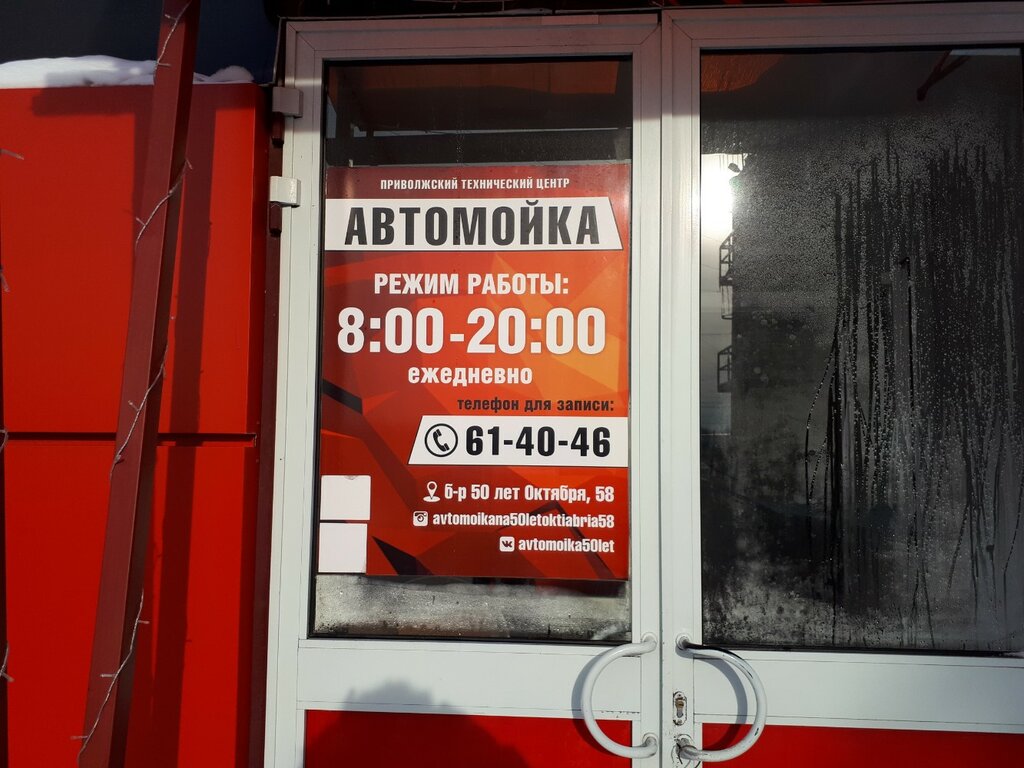 ПРИВОЛЖСКИЙ ТЕХНИЧЕСКИЙ ЦЕНТР
АВТОМОЙКА
РЕЖИМ РАБОТЫ:
8:00-20:00
ежедневно
телефон для записи:
61-40-46
б-р 50 лет Октября, 58
avtomoikana50letoktiabria58
avtomoika50let